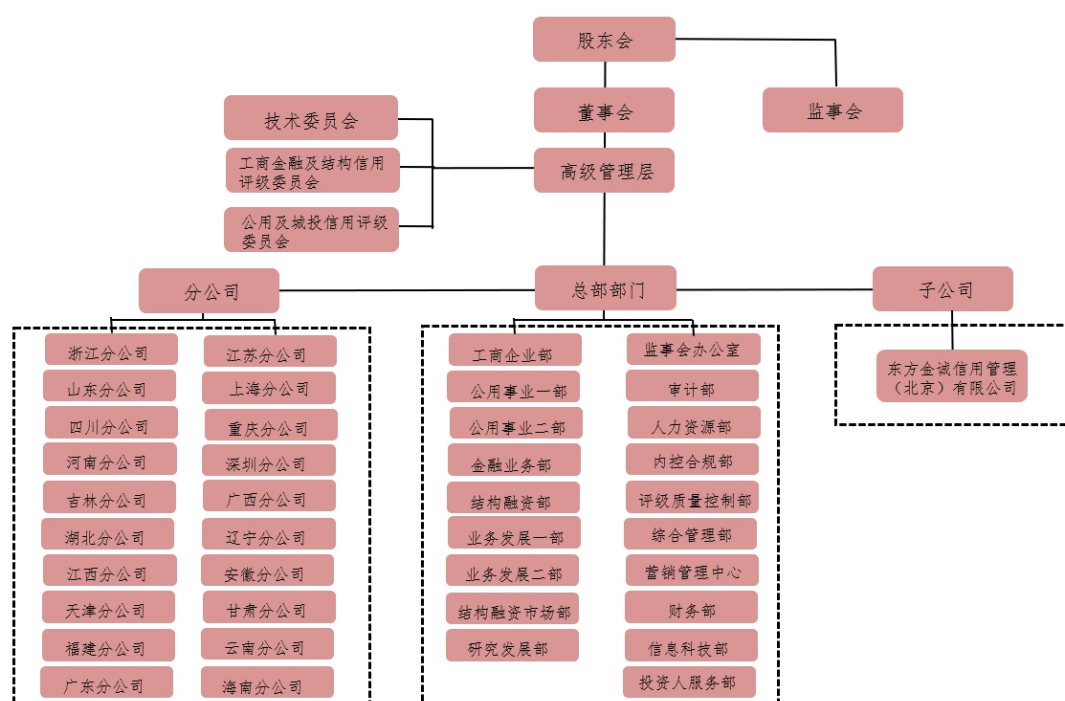 股东会
董事会
监事会
技术委员会
工商金融及结构信用
评级委员会
高级管理层
公用及城投信用评级
委员会
分公司
总部部门
子公司
浙江分公司
江苏分公司
山东分公司
上海分公司
四川分公司
重庆分公司
河南分公司
深圳分公司
吉林分公司
广西分公司
湖北分公司
辽宁分公司
江西分公司
安徽分公司
天津分公司
甘肃分公司
福建分公司
云南分公司
广东分公司
海南分公司
工商企业部
监事会办公室
公用事业一部
审计部
公用事业二部
人力资源部
金融业务部
内控合规部
结构融资部
评级质量控制部
业务发展一部
综合管理部
业务发展二部
营销管理中心
结构融资市场部
财务部
研究发展部
信息科技部
投资人服务部
东方金诚信用管理
（北京）有限公司